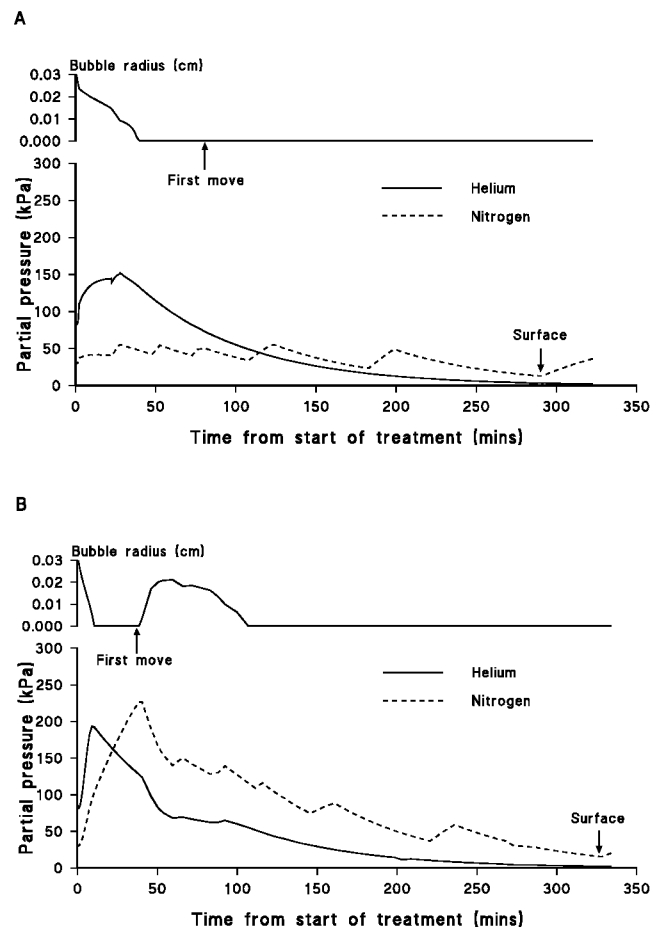 A
Bubble radius (cm)
0.03
0.02
0.01
0.000
First move
300
250
200
150
100
50
0
Partial pressure (kPa)
Helium
Nitrogen
Surface
0 50 100 150 200 250 300 350
Time from start of treatment (mins)
B
Bubble radius (cm)
0.03
0.02
0.01
0.000
First move
300
250
200
150
100
50
0
Partial pressure (kPa)
Helium
Nitrogen
Surface
0 50 100 150 200 250 300 350
Time from start of treatment (mins)